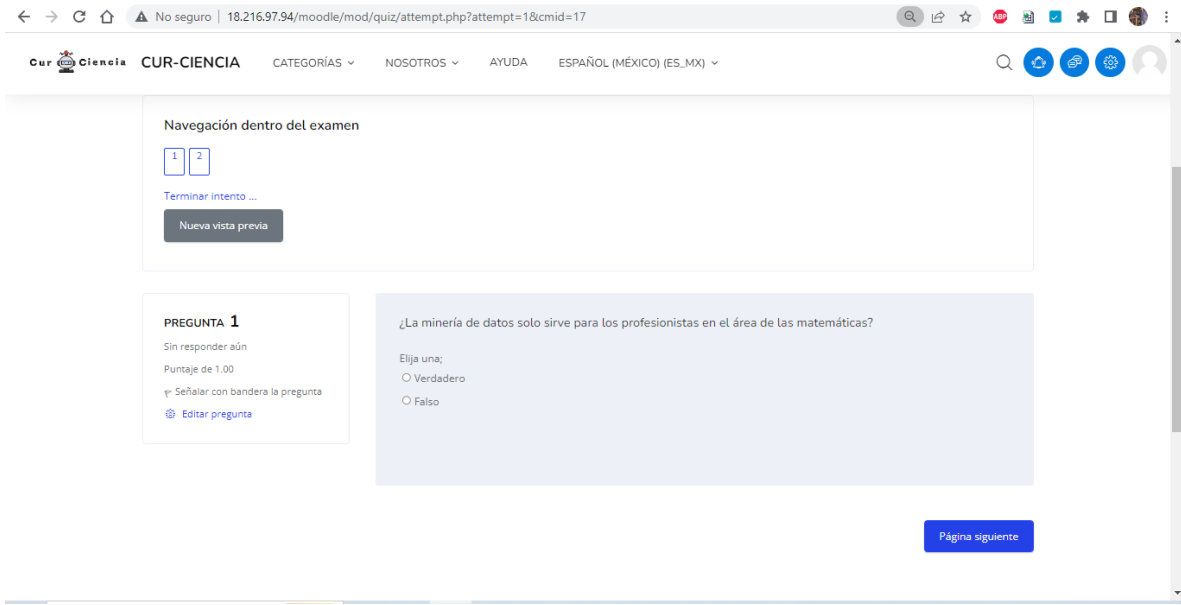 No seguro | 18.216.97.94/moodle/mod/quiz/attempt.php?attempt=1&cmid=17
ABP
Cur Ciencia CUR-CIENCIA CATEGORÍAS NOSOTROS AYUDA ESPAÑOL (MÉXICO) (ES_MX)
Navegación dentro del examen
1 2
Terminar intento ...
Nueva vista previa
PREGUNTA 1
Sin responder aún
Puntaje de 1.00
Señalar con bandera la pregunta
Editar pregunta
¿La minería de datos solo sirve para los profesionistas en el área de las matemáticas?
Elija una;
Verdadero
Falso
Página siguiente